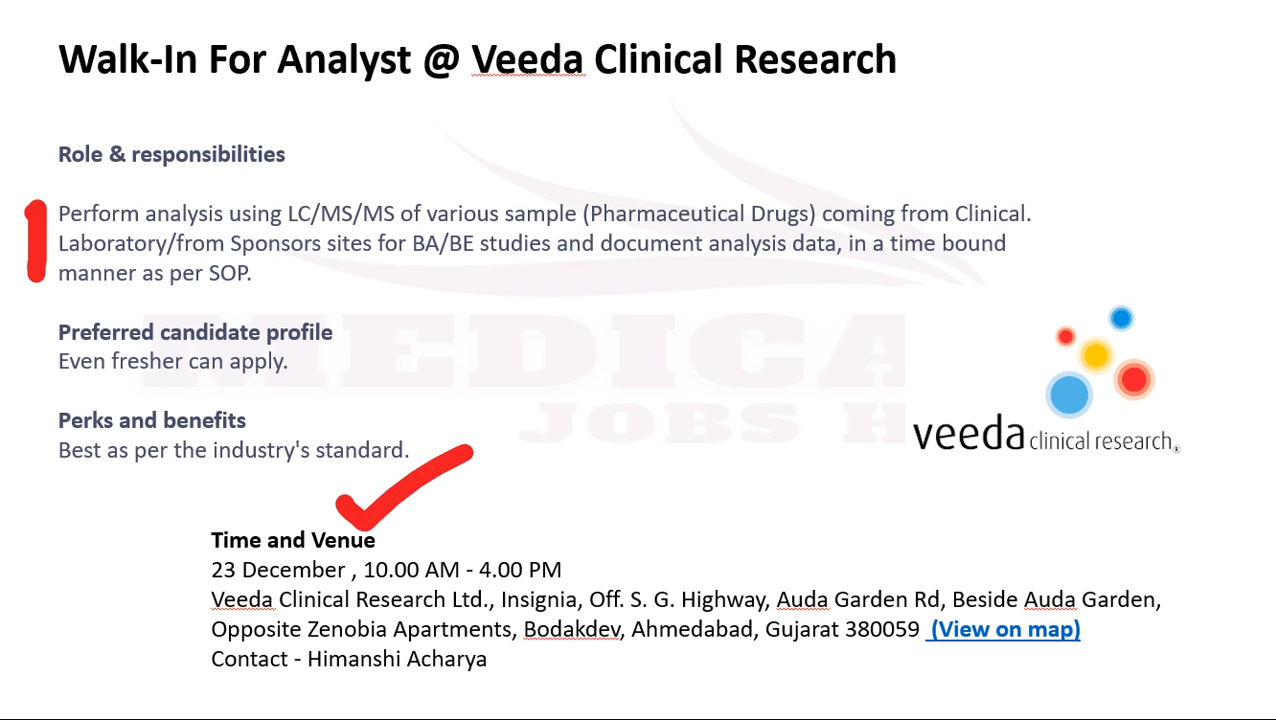 Walk-In For Analyst @ Veeda Clinical Research
Role & responsibilities
Perform analysis using LC/MS/MS of various sample (Pharmaceutical Drugs) coming from Clinical.
Laboratory/from Sponsors sites for BA/BE studies and document analysis data, in a time bound
manner as per SOP.
Preferred candidate profile
Even fresher can apply.
Perks and benefits
Best as per the industry's standard.
MEDICA
JOBS H
veeda clinical research®
Time and Venue
23 December , 10.00 AM - 4.00 PM
Veeda Clinical Research Ltd., Insignia, Off. S. G. Highway, Auda Garden Rd, Beside Auda Garden,
Opposite Zenobia Apartments, Bodakdev, Ahmedabad, Gujarat 380059 (View on map)
Contact - Himanshi Acharya